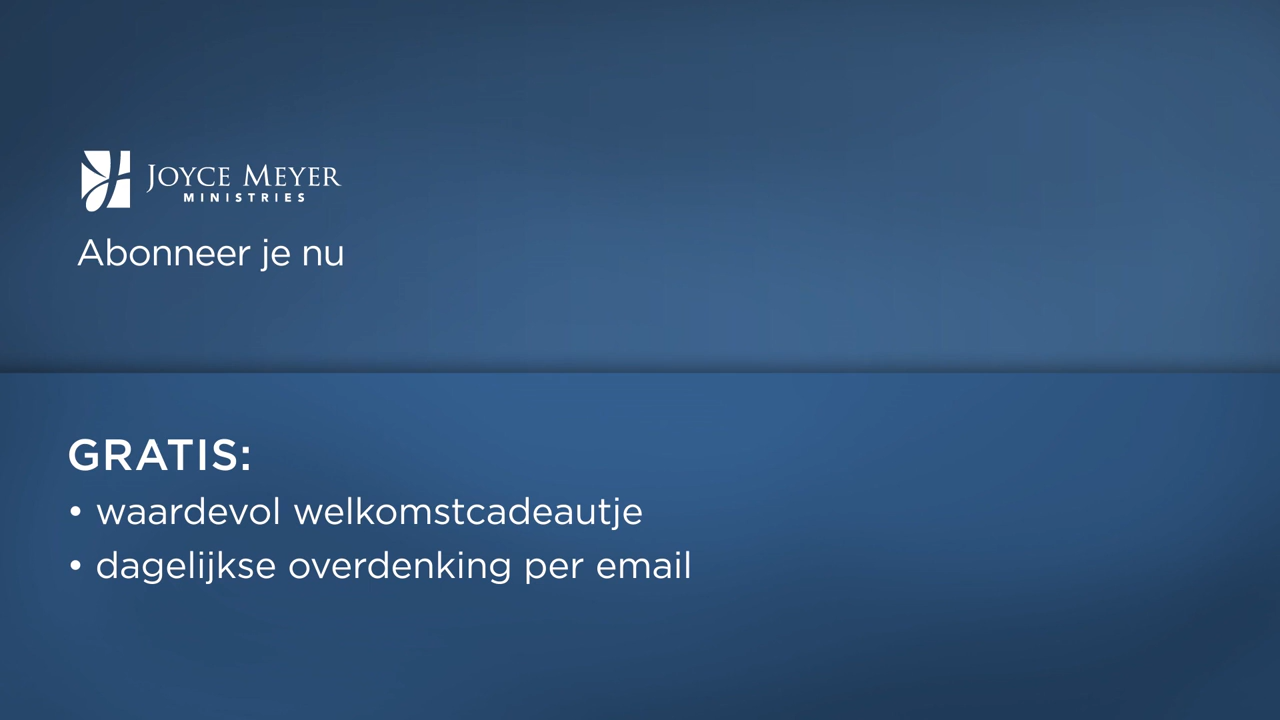 JOYCE MEYER
MINISTRIES
Abonneer je nu
GRATIS:
• waardevol welkomstcadeautje
• dagelijkse overdenking per email